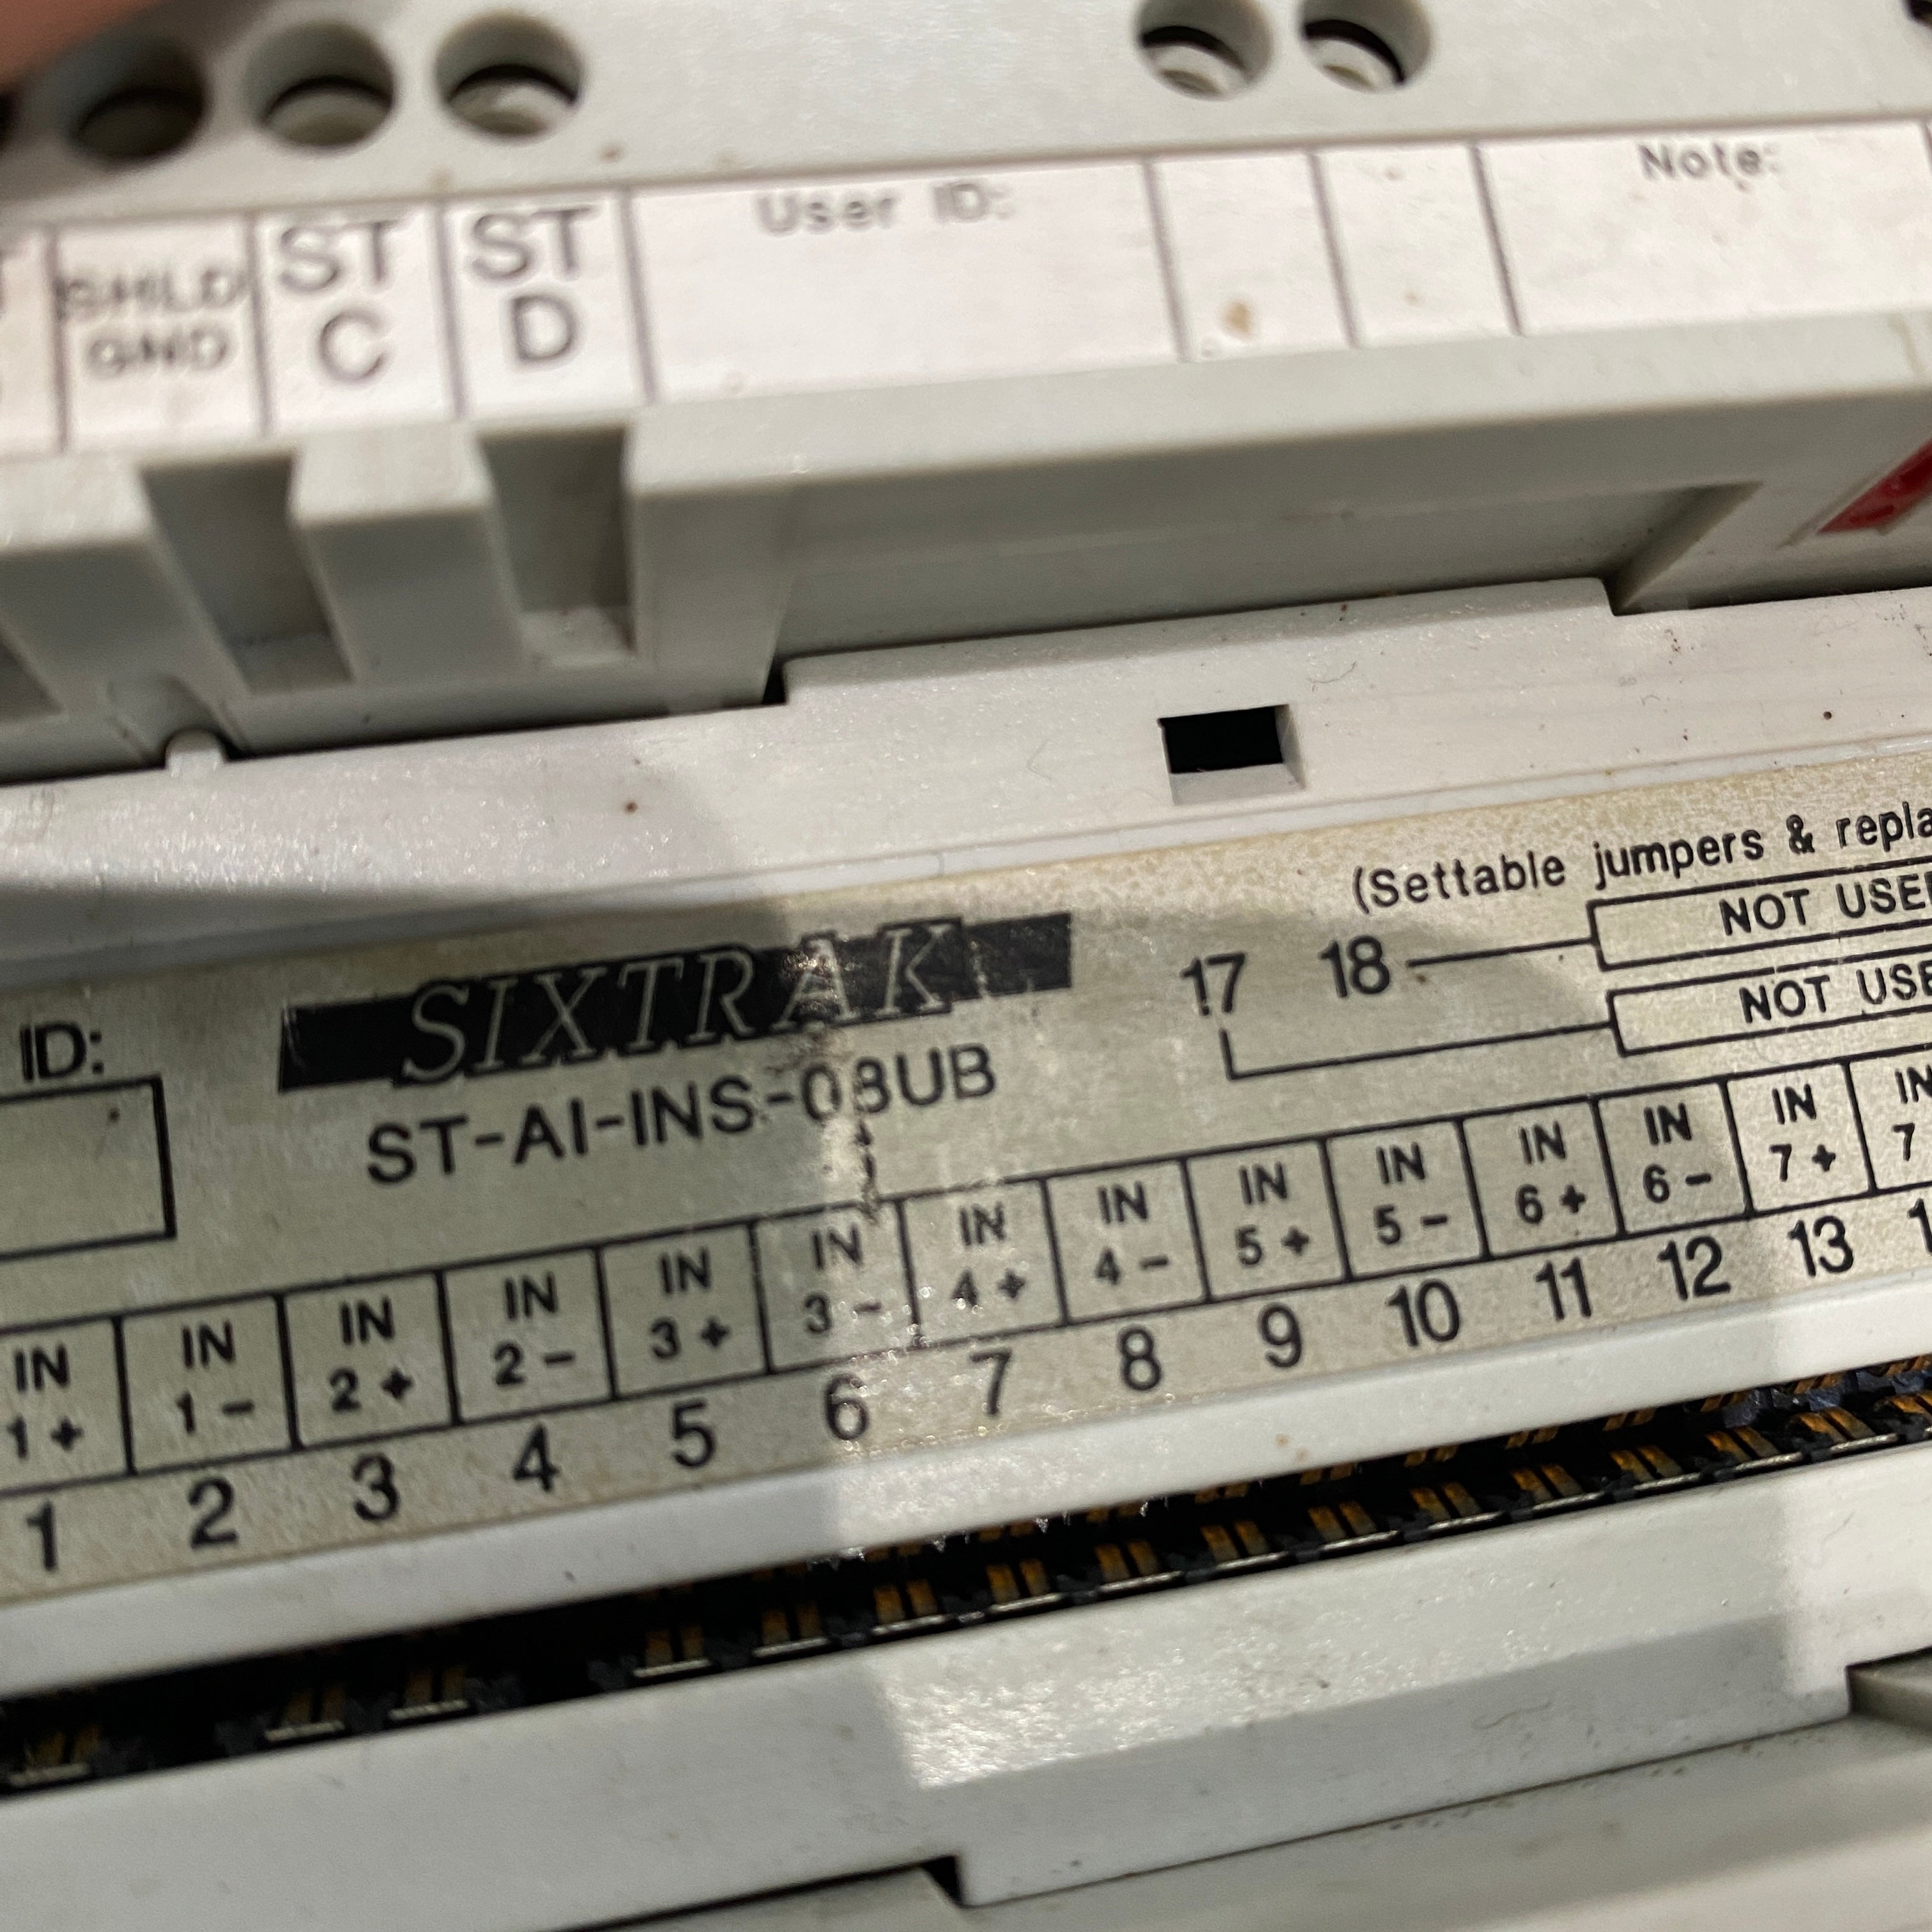 SHLD GND ST C ST D User ID: Note:
(Settable jumpers &
ID: SIXTRAK 17 18 NOT
ST-AI-INS-08UB NOT
IN 1+ IN 1- IN 2+ IN 2- IN 3+ IN 3- IN 4+ IN 4- IN 5+ IN 5- IN 6+ IN 6- IN 7+ IN 7
1 2 3 4 5 6 7 8 9 10 11 12 13